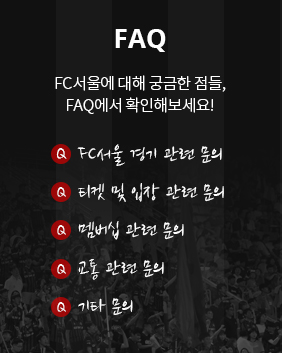 FAQ
FC서울에 대해 궁금한 점들,
FAQ에서 확인해보세요!
Q FC서울 경기 관련 문의
Q 티켓 및 입장 관련 문의
Q 멤버십 관련 문의
Q 교통 관련 문의
Q 기타 문의